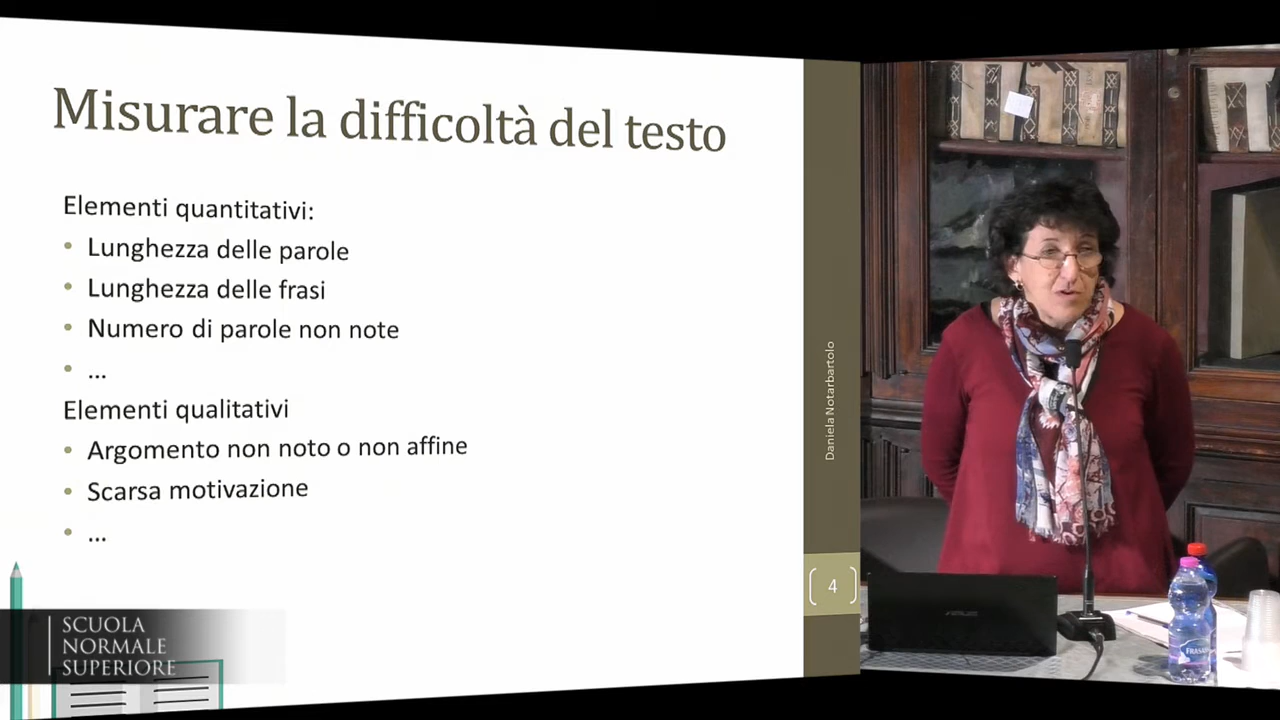 Misurare la difficoltà del testo
Elementi quantitativi:
• Lunghezza delle parole
• Lunghezza delle frasi
• Numero di parole non note
• ...
Elementi qualitativi
• Argomento non noto o non affine
• Scarsa motivazione
• ...
Daniela Notarbartolo
4
SCUOLA
NORMALE
SUPERIORE
ASUS